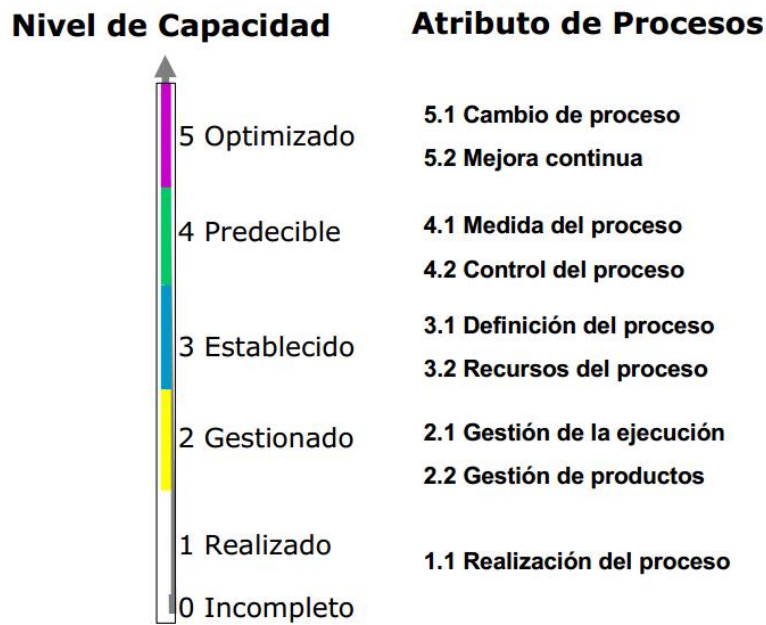 Nivel de Capacidad
Atributo de Procesos
5 Optimizado
5.1 Cambio de proceso
5.2 Mejora continua
4 Predecible
4.1 Medida del proceso
4.2 Control del proceso
3 Establecido
3.1 Definición del proceso
3.2 Recursos del proceso
2 Gestionado
2.1 Gestión de la ejecución
2.2 Gestión de productos
1 Realizado
1.1 Realización del proceso
0 Incompleto